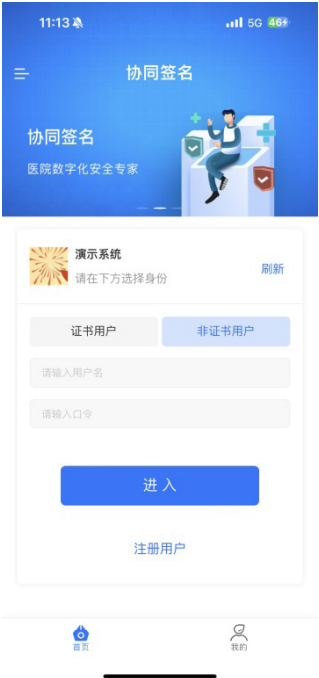 11:13
5G
46
协同签名
协同签名
医院数字化安全专家
演示系统
请在下方选择身份
刷新
证书用户
非证书用户
请输入用户名
请输入口令
进 入
注册用户
首页
我的